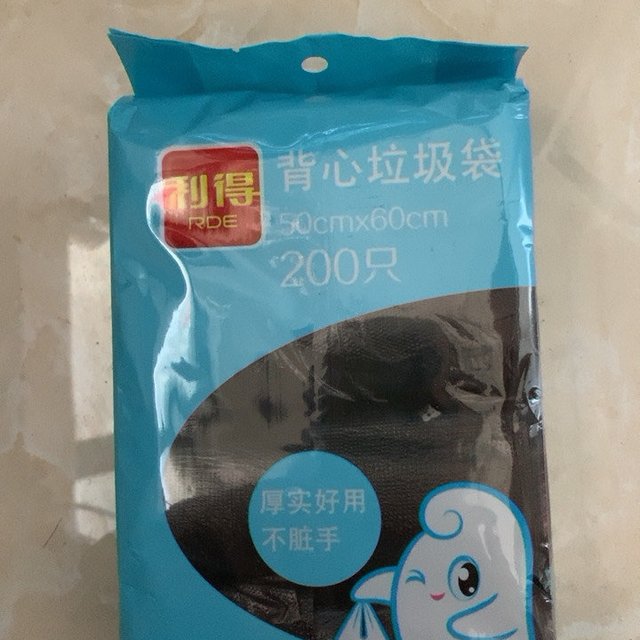 利得
RDE
背心垃圾袋
50cmx60cm
200只
厚实好用
不脏手